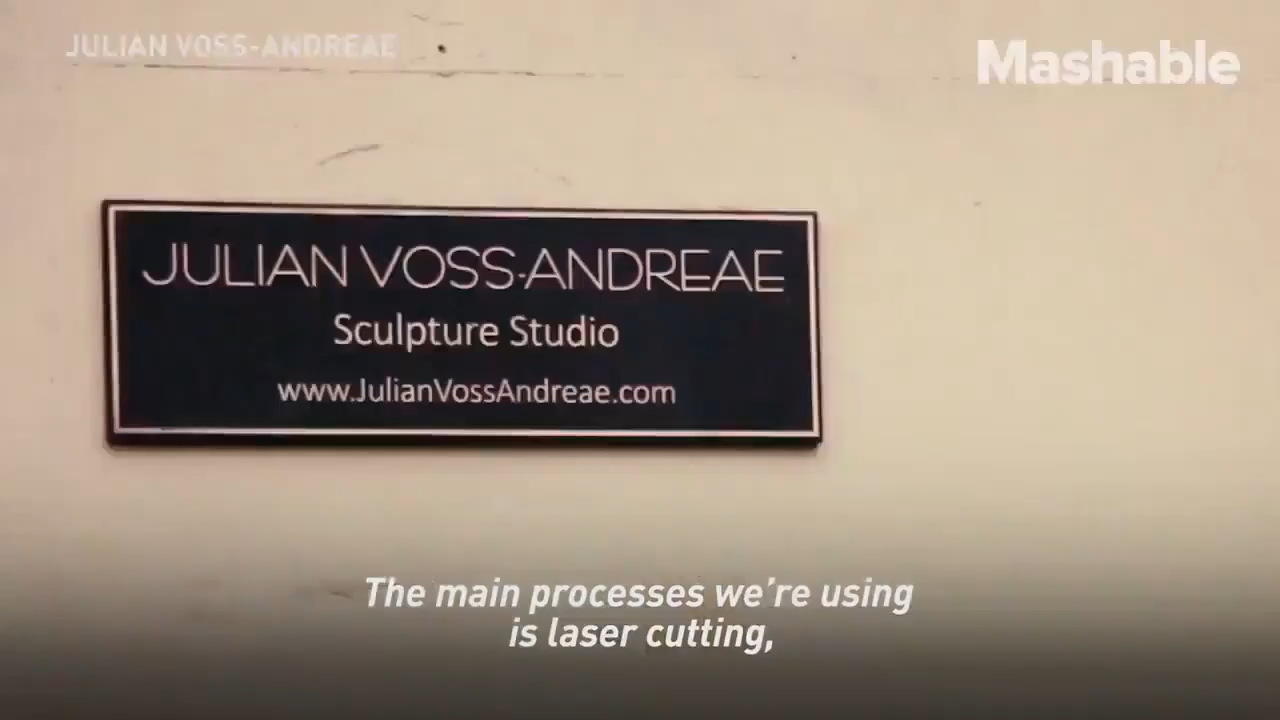 JULIAN VOSS-ANDREAE
Mashable
JULIAN VOSS-ANDREAE
Sculpture Studio
www.JulianVossAndreae.com
The main processes we're using
is laser cutting,